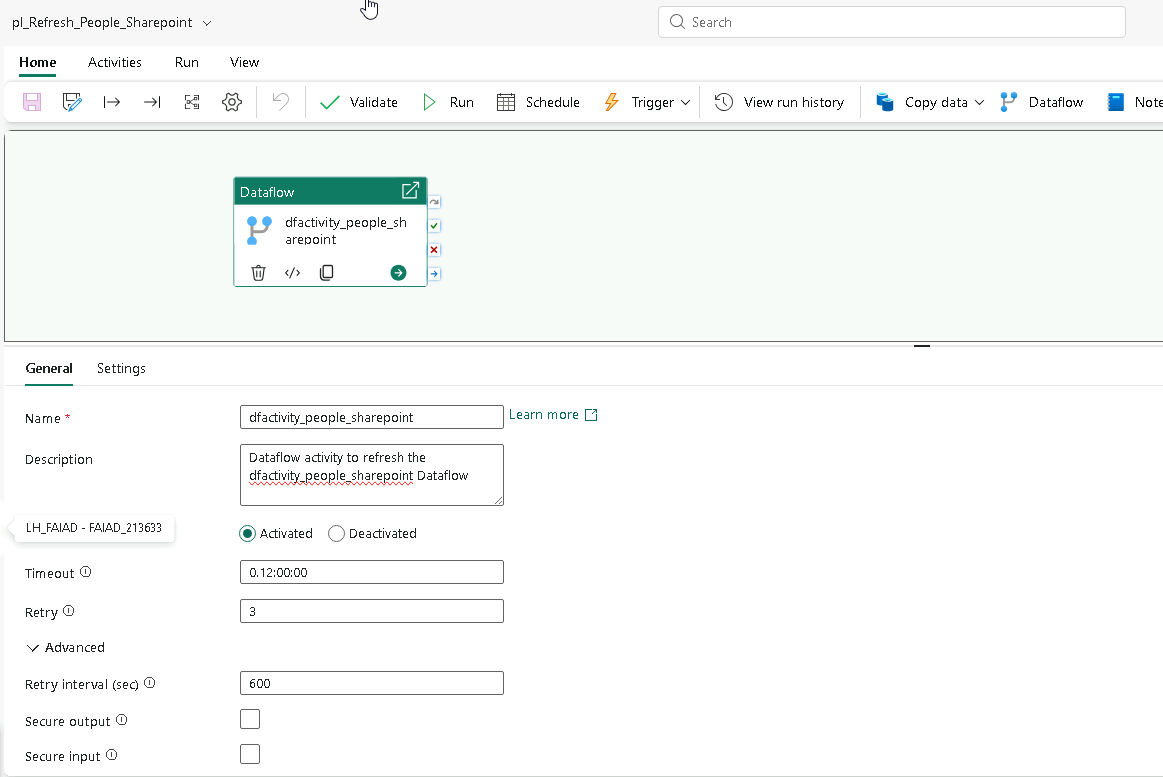 pl_Refresh_People_Sharepoint
Search
Home Activities Run View
Validate Run Schedule Trigger View run history Copy data Dataflow Note
Dataflow
dfactivity_people_sh
arepoint
General Settings
Name * dfactivity_people_sharepoint Learn more
Description Dataflow activity to refresh the
dfactivity_people_sharepoint Dataflow
LH_FAIAD - FAIAD_213633
Activated Deactivated
Timeout 0.12:00:00
Retry 3
Advanced
Retry interval (sec) 600
Secure output
Secure input